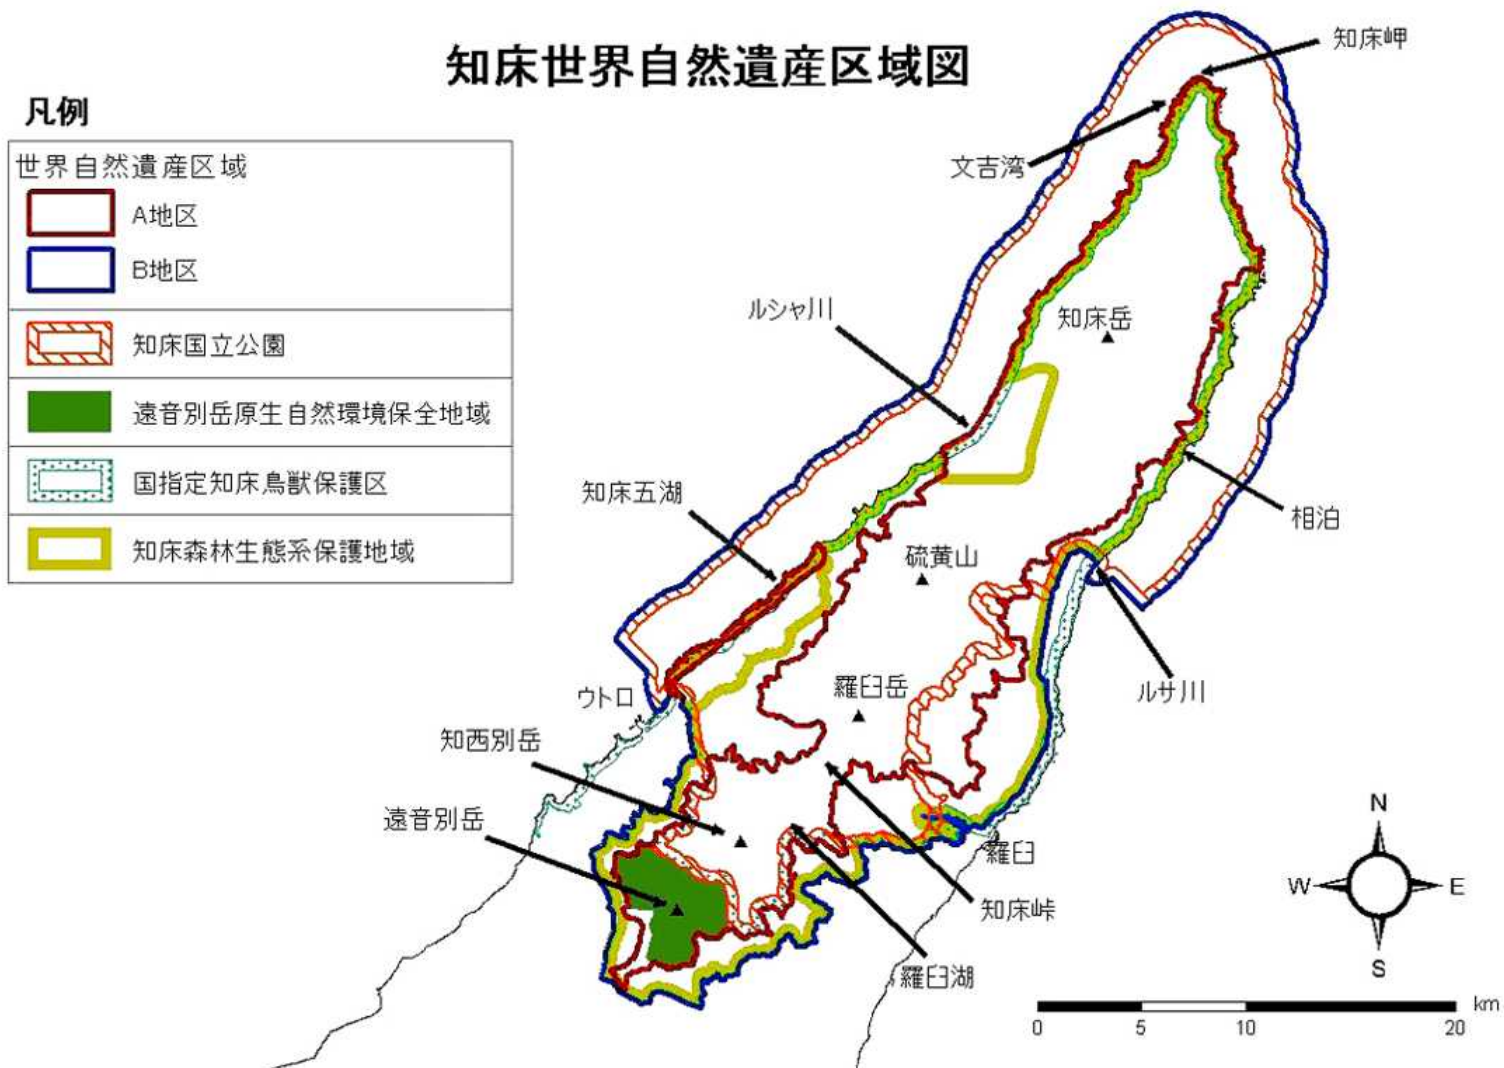 知床世界自然遺産区域図
凡例
世界自然遺産区域
A地区
B地区
知床国立公園
遠音別岳原生自然環境保全地域
国指定知床鳥獣保護区
知床森林生態系保護地域
知床岬
文吉湾
ルシャ川
知床岳
知床五湖
相泊
硫黄山
ルサ川
羅臼岳
ウトロ
知西別岳
遠音別岳
羅臼
知床峠
羅臼湖
N
W
E
S
km
0
5
10
20